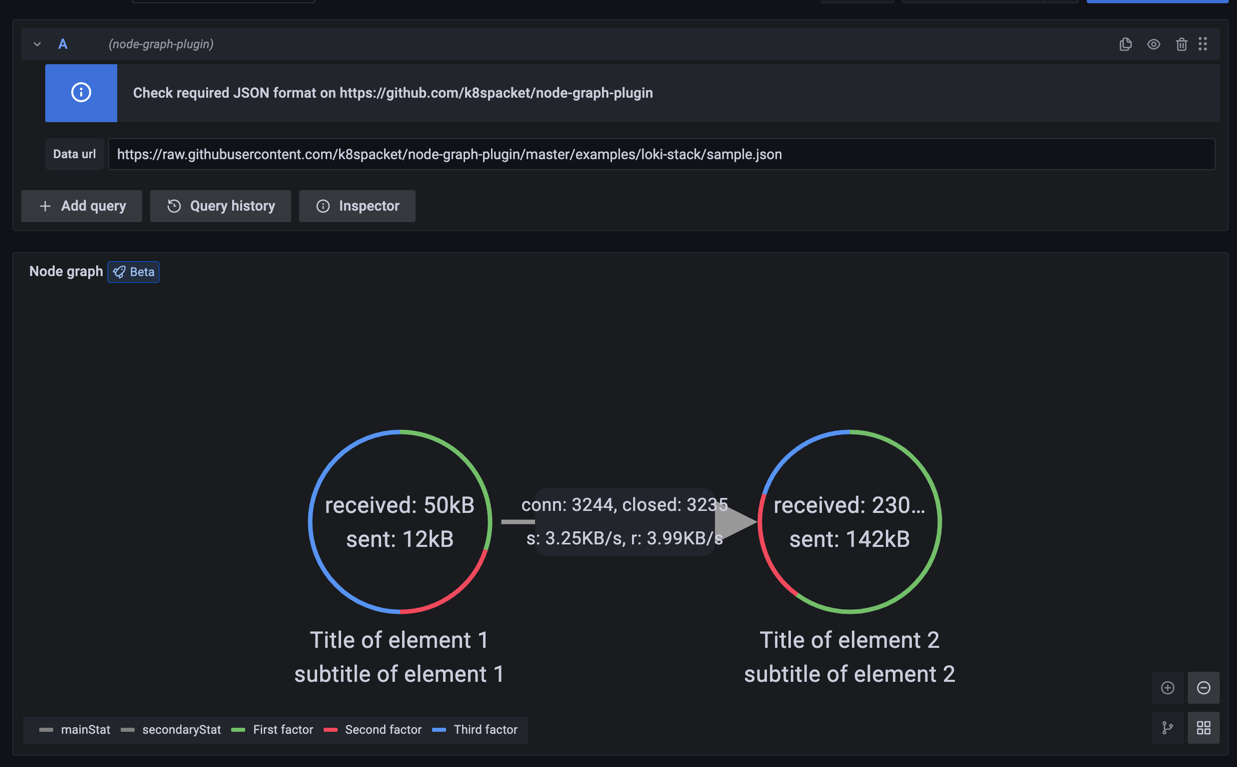 A (node-graph-plugin)
Check required JSON format on https://github.com/k8spacket/node-graph-plugin
Data url https://raw.githubusercontent.com/k8spacket/node-graph-plugin/master/examples/loki-stack/sample.json
+ Add query Query history Inspector
Node graph Beta
received: 50kB
sent: 12kB
conn: 3244, closed: 3235
s: 3.25KB/s, r: 3.99KB/s
received: 230...
sent: 142kB
Title of element 1
subtitle of element 1
Title of element 2
subtitle of element 2
mainStat secondaryStat First factor Second factor Third factor